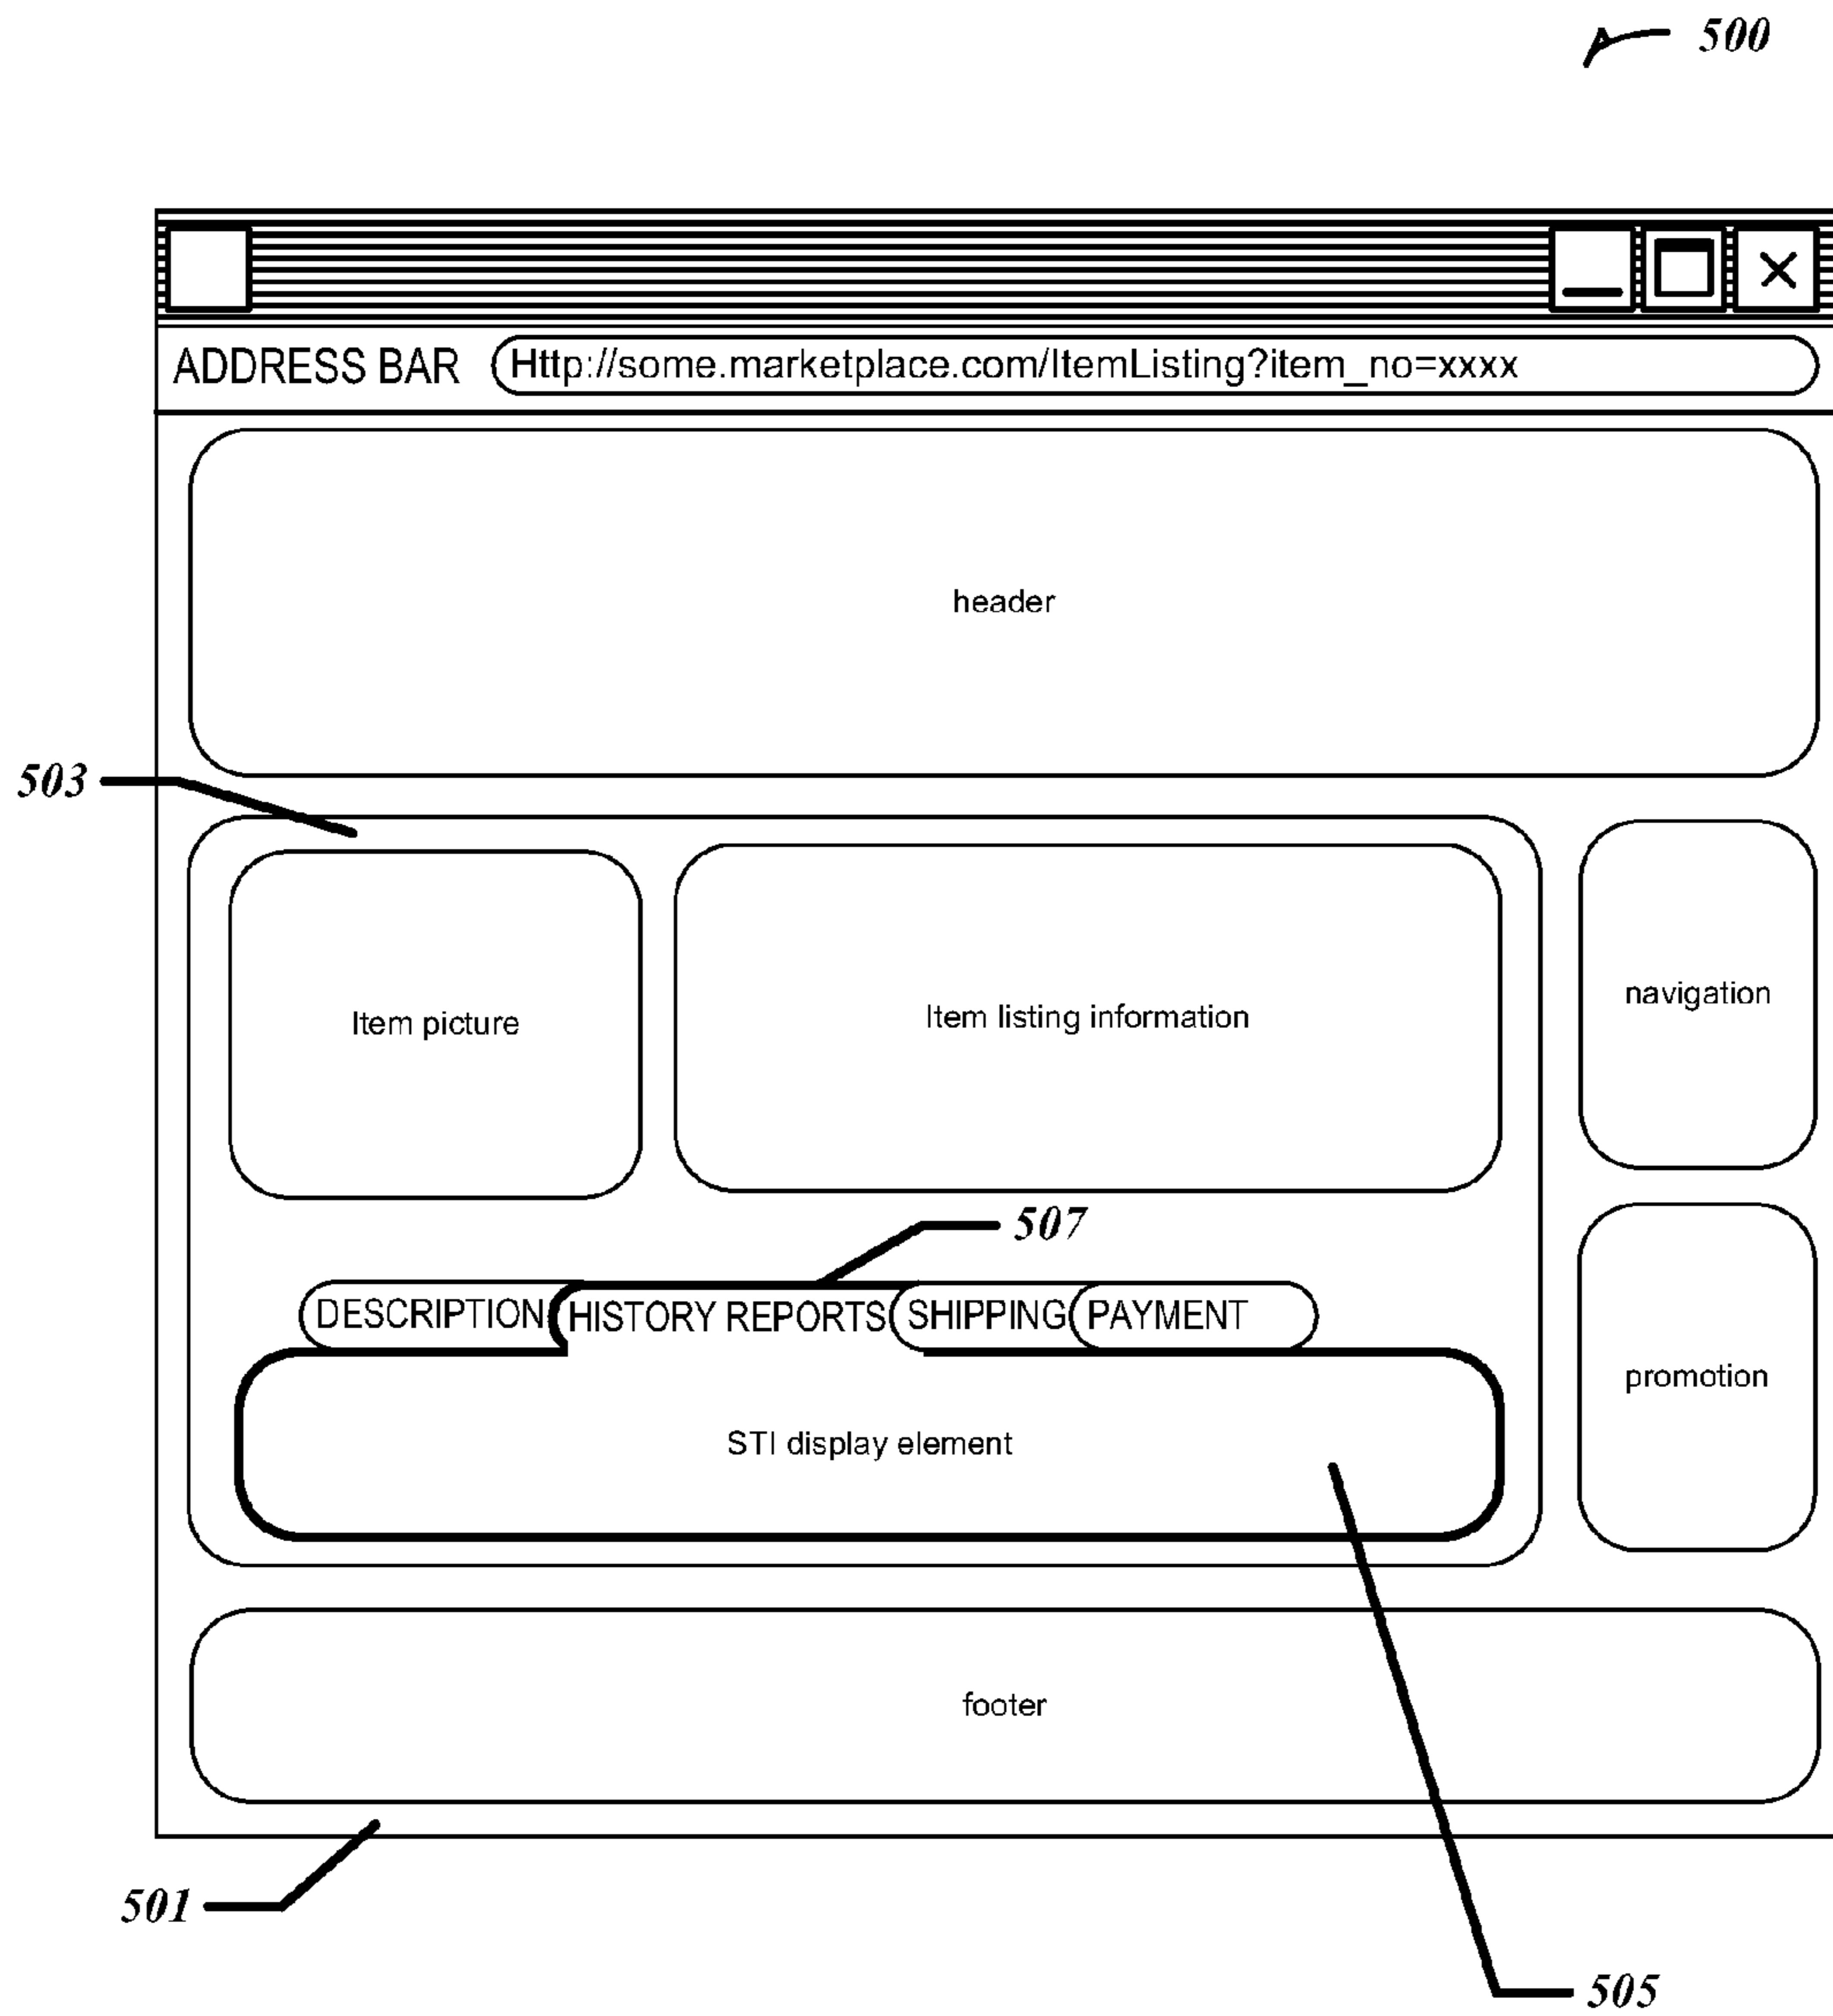 500
ADDRESS BAR Http://some.marketplace.com/ItemListing?item_no=xxxx
header
503
Item picture
Item listing information
navigation
507
DESCRIPTION HISTORY REPORTS SHIPPING PAYMENT
promotion
STI display element
footer
501
505